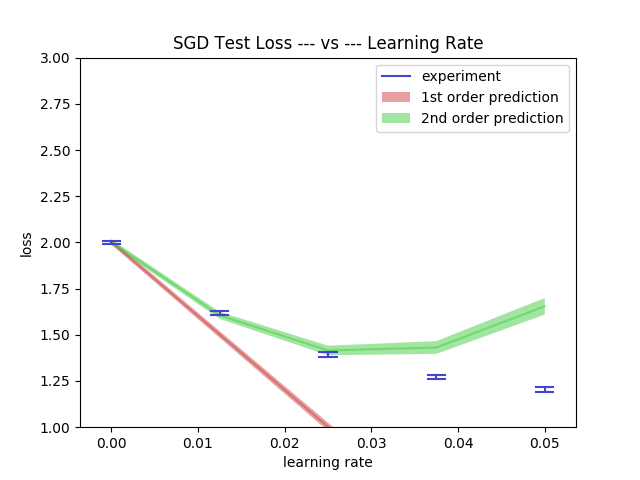 SGD Test Loss --- vs --- Learning Rate
experiment
1st order prediction
2nd order prediction
3.00
2.75
2.50
2.25
2.00
1.75
1.50
1.25
1.00
loss
0.00 0.01 0.02 0.03 0.04 0.05
learning rate